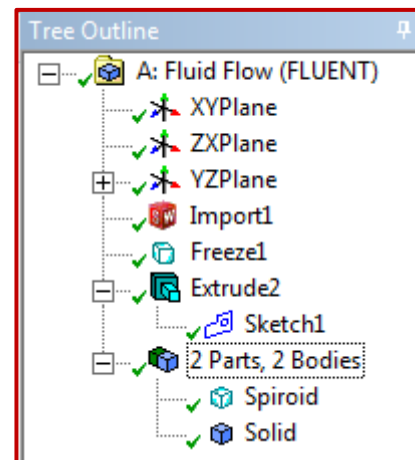 Tree Outline
A: Fluid Flow (FLUENT)
XYPlane
ZXPlane
YZPlane
Import1
Freeze1
Extrude2
Sketch1
2 Parts, 2 Bodies
Spiroid
Solid